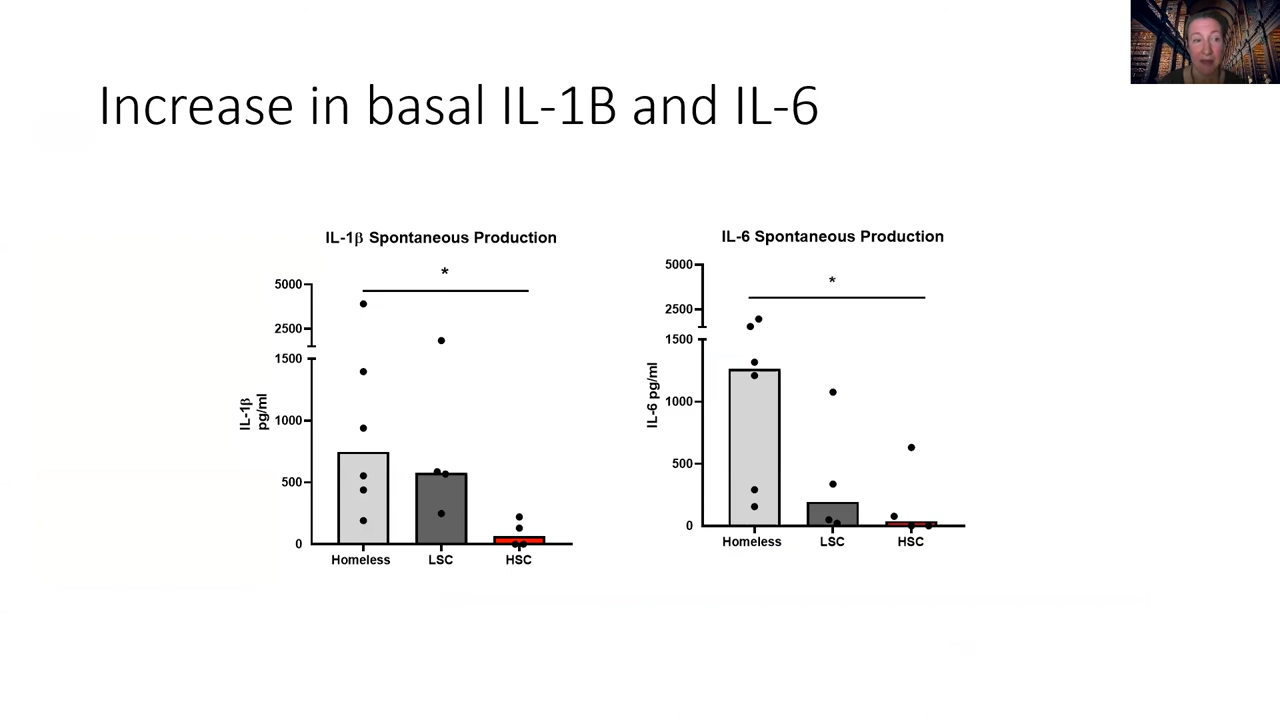 Increase in basal IL-1B and IL-6
IL-1β Spontaneous Production
*
5000
2500
1500
1000
500
0
IL-1β
pg/ml
Homeless LSC HSC
IL-6 Spontaneous Production
*
5000
2500
1500
1000
500
0
IL-6 pg/ml
Homeless LSC HSC